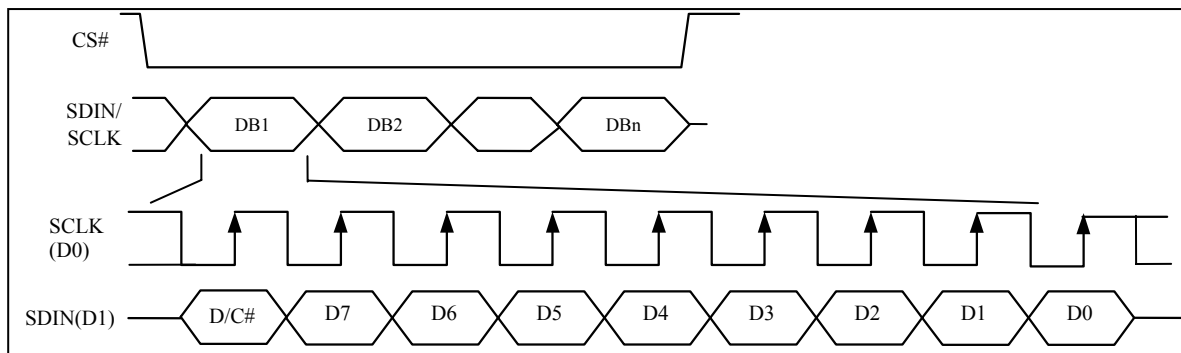 CS#
SDIN/
SCLK
DB1 DB2 DBn
SCLK
(D0)
SDIN(D1) D/C# D7 D6 D5 D4 D3 D2 D1 D0